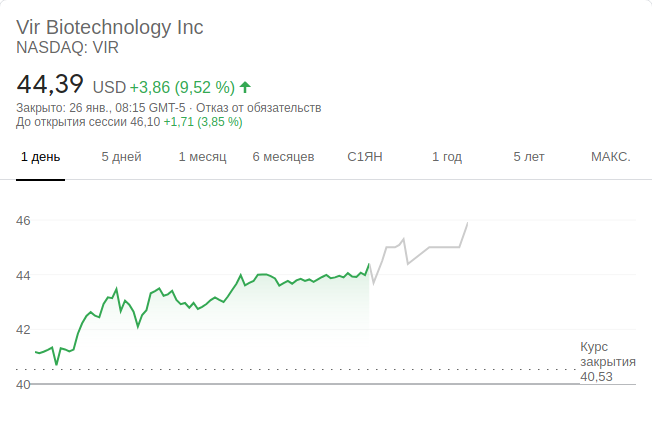 Vir Biotechnology Inc
NASDAQ: VIR
44,39 USD +3,86 (9,52 %)
Закрыто: 26 янв., 08:15 GMT-5 · Отказ от обязательств
До открытия сессии 46,10 +1,71 (3,85 %)
1 день 5 дней 1 месяц 6 месяцев С1ЯН 1 год 5 лет МАКС.
46
44
42
Курс
закрытия
40,53
40